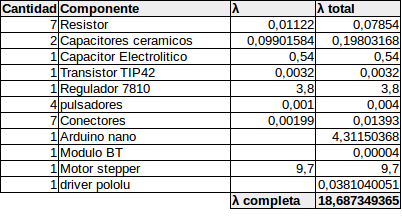 Cantidad Componente λ λ total
7 Resistor 0,01122 0,07854
2 Capacitores ceramicos 0,09901584 0,19803168
1 Capacitor Electrolitico 0,54 0,54
1 Transistor TIP42 0,0032 0,0032
1 Regulador 7810 3,8 3,8
4 pulsadores 0,001 0,004
7 Conectores 0,00199 0,01393
1 Arduino nano 4,31150368
1 Modulo BT 0,00004
1 Motor stepper 9,7 9,7
1 driver pololu 0,0381040051
λ completa 18,687349365